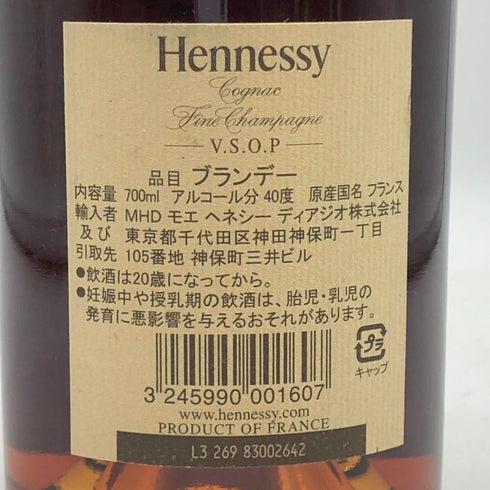 Hennessy
Cognac
Fine Champagne
V.S.O.P
品目 ブランデー
内容量 700ml アルコール分 40度 原産国名 フランス
輸入者 MHD モエ ヘネシー ディアジオ株式会社
及び 東京都千代田区神田神保町一丁目
引取先 105番地 神保町三井ビル
●飲酒は20歳になってから。
●妊娠中や授乳期の飲酒は、胎児・乳児の
発育に悪影響を与えるおそれがあります。
プラ
キャップ
3 245990 001607
www.hennessy.com
PRODUCT OF FRANCE
L3 269 83002642